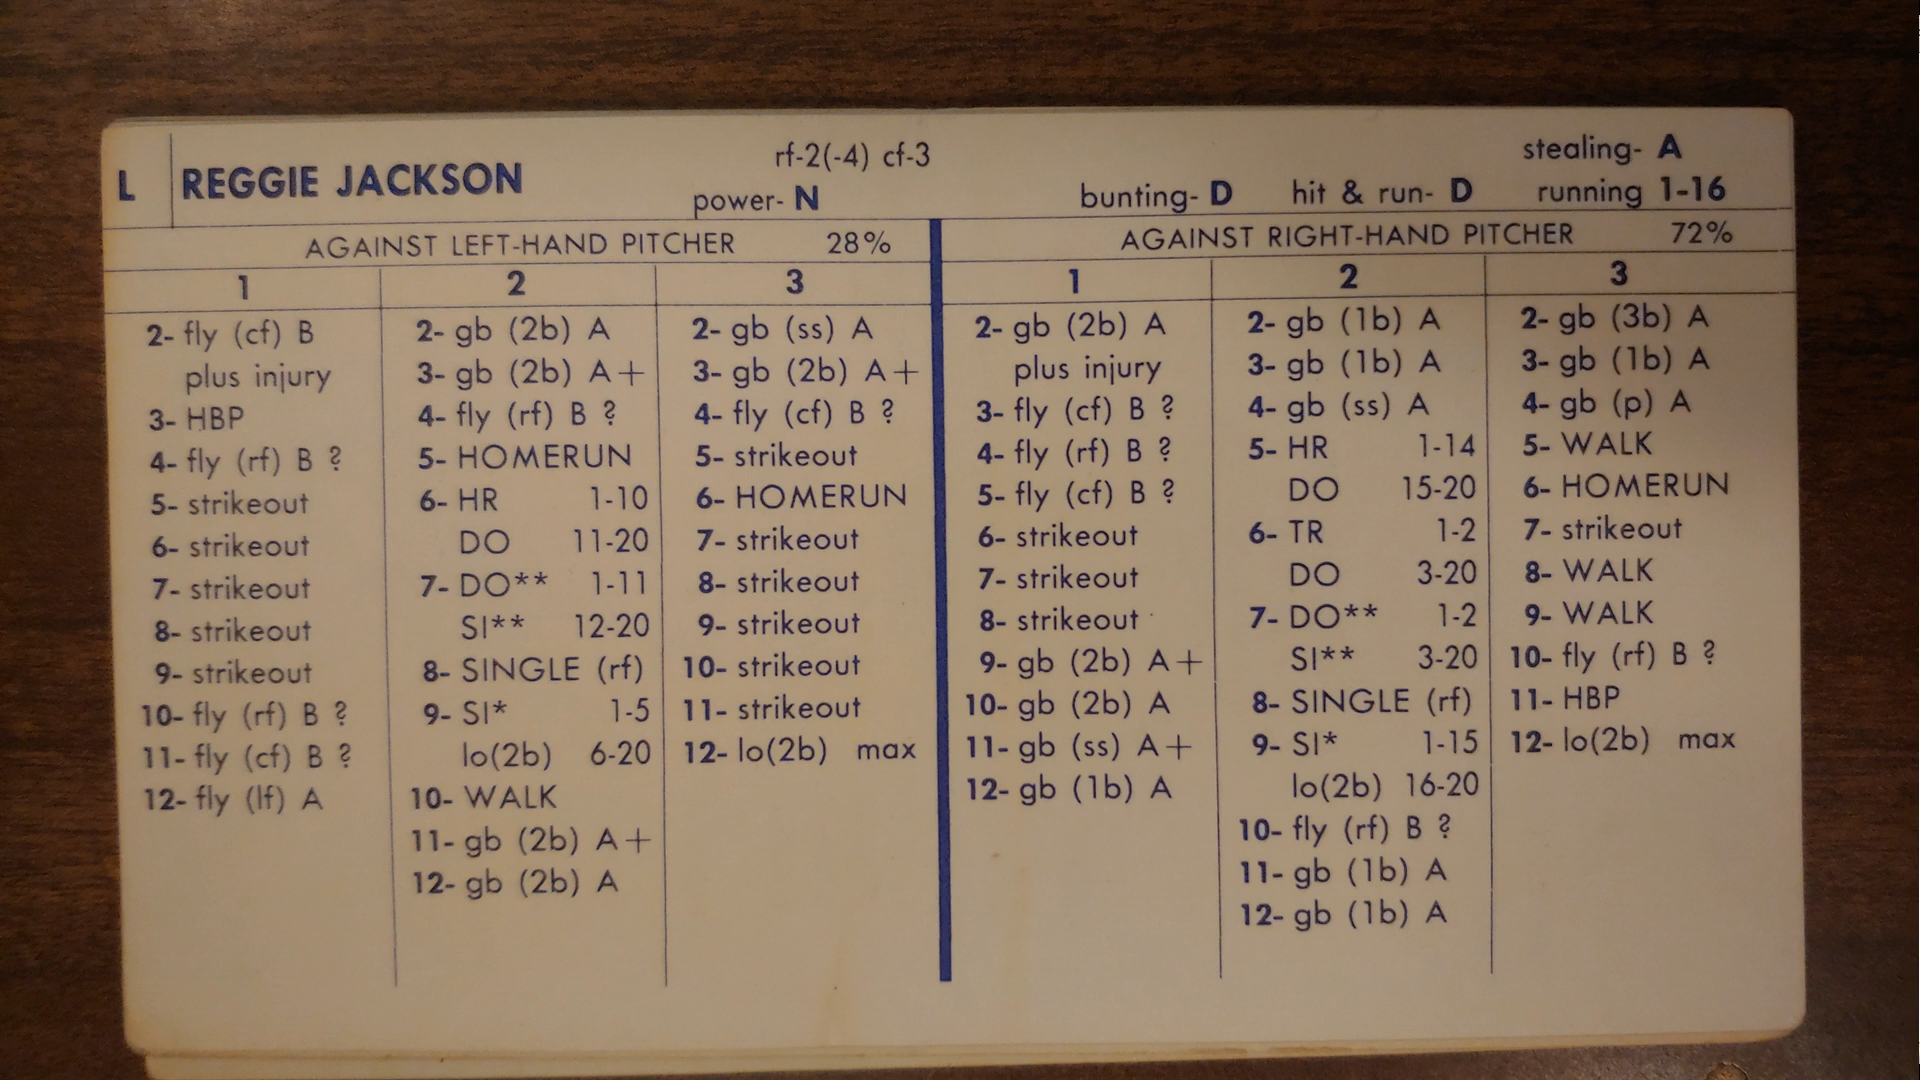 L REGGIE JACKSON
rf-2(-4) cf-3
power- N
bunting- D hit & run- D
stealing- A
running 1-16
AGAINST LEFT-HAND PITCHER 28%
1
2- fly (cf) B
plus injury
3- HBP
4- fly (rf) B ?
5- strikeout
6- strikeout
7- strikeout
8- strikeout
9- strikeout
10- fly (rf) B ?
11- fly (cf) B ?
12- fly (lf) A
2
2- gb (2b) A
3- gb (2b) A+
4- fly (rf) B ?
5- HOMERUN
6- HR 1-10
DO 11-20
7- DO** 1-11
SI** 12-20
8- SINGLE (rf)
9- SI* 1-5
lo(2b) 6-20
10- WALK
11- gb (2b) A+
12- gb (2b) A
3
2- gb (ss) A
3- gb (2b) A+
4- fly (cf) B ?
5- strikeout
6- HOMERUN
7- strikeout
8- strikeout
9- strikeout
10- strikeout
11- strikeout
12- lo(2b) max
AGAINST RIGHT-HAND PITCHER 72%
1
2- gb (2b) A
plus injury
3- fly (cf) B ?
4- fly (rf) B ?
5- fly (cf) B ?
6- strikeout
7- strikeout
8- strikeout
9- gb (2b) A+
10- gb (2b) A
11- gb (ss) A+
12- gb (1b) A
2
2- gb (1b) A
3- gb (1b) A
4- gb (ss) A
5- HR 1-14
DO 15-20
6- TR 1-2
DO 3-20
7- DO** 1-2
SI** 3-20
8- SINGLE (rf)
9- SI* 1-15
lo(2b) 16-20
10- fly (rf) B ?
11- gb (1b) A
12- gb (1b) A
3
2- gb (3b) A
3- gb (1b) A
4- gb (p) A
5- WALK
6- HOMERUN
7- strikeout
8- WALK
9- WALK
10- fly (rf) B ?
11- HBP
12- lo(2b) max